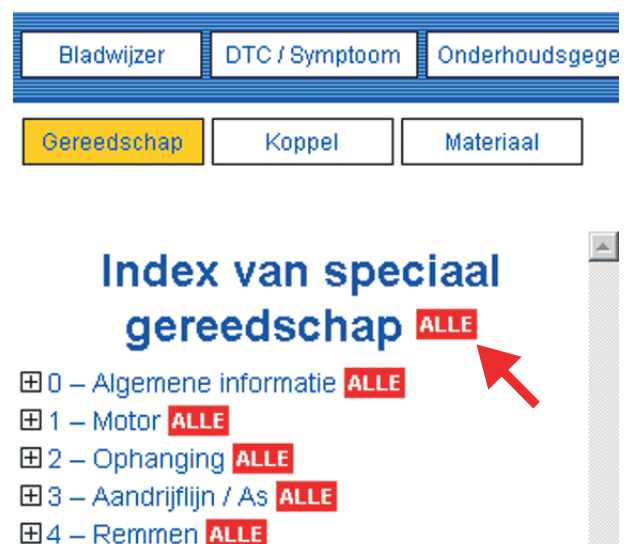 Bladwijzer DTC / Symptoom Onderhoudsgege
Gereedschap Koppel Materiaal
Index van speciaal
gereedschap ALLE
0 – Algemene informatie ALLE
1 – Motor ALLE
2 – Ophanging ALLE
3 – Aandrijflijn / As ALLE
4 – Remmen ALLE